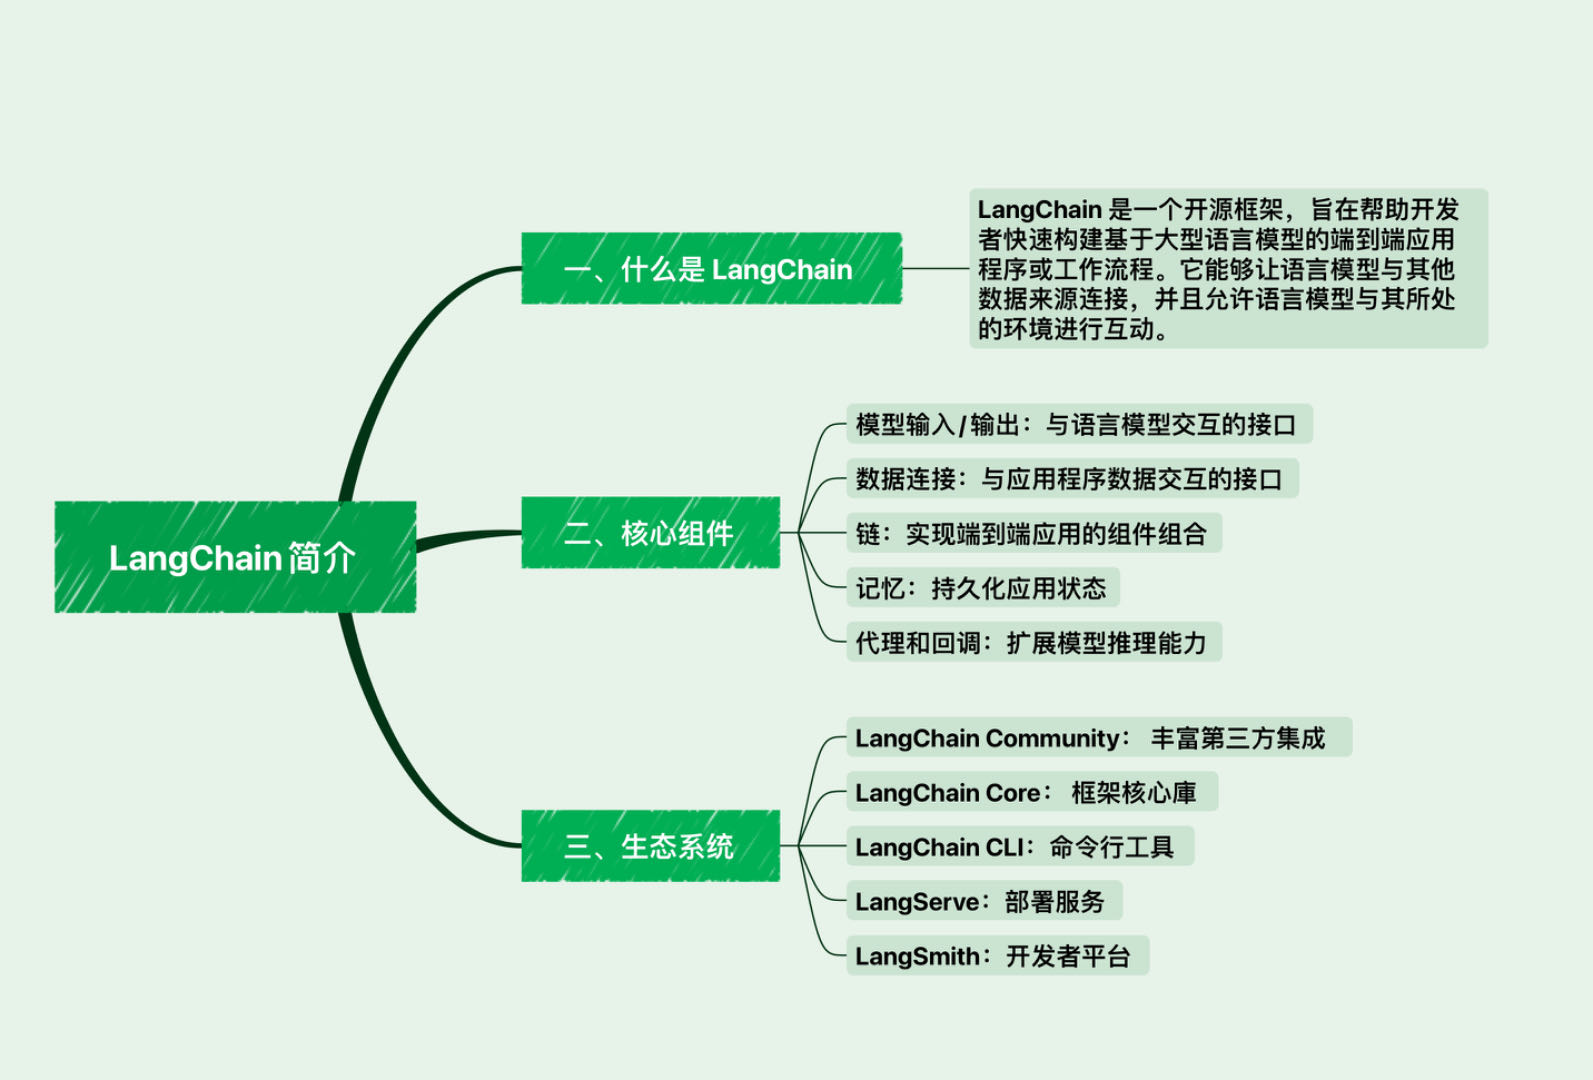 LangChain 简介
一、什么是 LangChain
LangChain 是一个开源框架，旨在帮助开发
者快速构建基于大型语言模型的端到端应用
程序或工作流程。它能够让语言模型与其他
数据来源连接，并且允许语言模型与其所处
的环境进行互动。
二、核心组件
模型输入/输出：与语言模型交互的接口
数据连接：与应用程序数据交互的接口
链：实现端到端应用的组件组合
记忆：持久化应用状态
代理和回调：扩展模型推理能力
三、生态系统
LangChain Community： 丰富第三方集成
LangChain Core： 框架核心庫
LangChain CLI：命令行工具
LangServe：部署服务
LangSmith：开发者平台